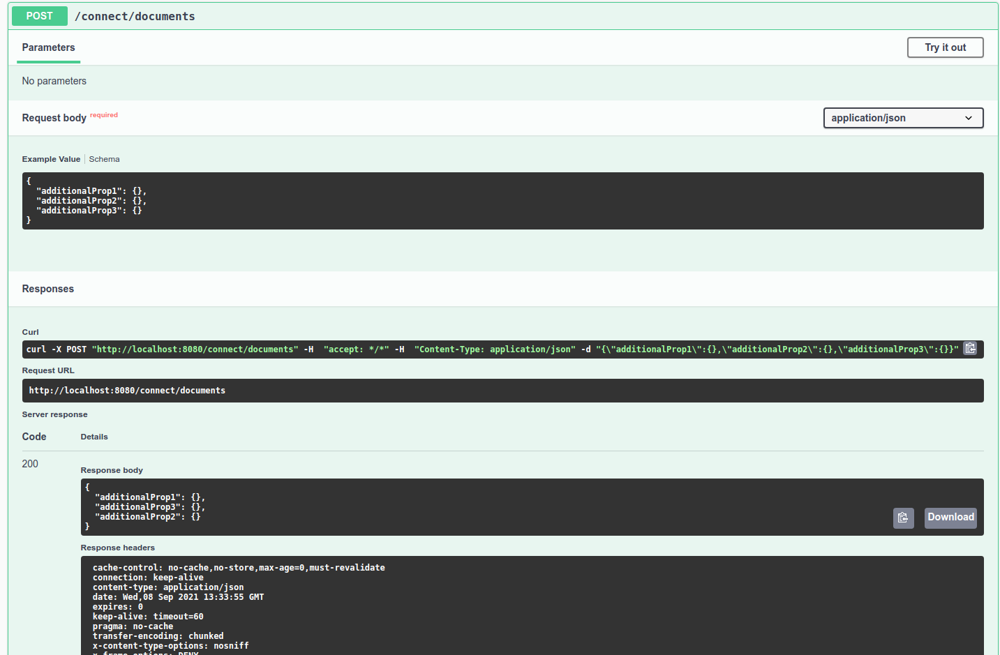 POST /connect/documents
Parameters
Try it out
No parameters
Request body required
application/json
Example Value Schema
{
  "additionalProp1": {},
  "additionalProp2": {},
  "additionalProp3": {}
}
Responses
Curl
curl -X POST "http://localhost:8080/connect/documents" -H  "accept: */*" -H  "Content-Type: application/json" -d "{\"additionalProp1\":{},\"additionalProp2\":{},\"additionalProp3\":{}}"
Request URL
http://localhost:8080/connect/documents
Server response
Code Details
200
Response body
{
  "additionalProp1": {},
  "additionalProp3": {},
  "additionalProp2": {}
}
Download
Response headers
cache-control: no-cache,no-store,max-age=0,must-revalidate
connection: keep-alive
content-type: application/json
date: Wed,08 Sep 2021 13:33:55 GMT
expires: 0
keep-alive: timeout=60
pragma: no-cache
transfer-encoding: chunked
x-content-type-options: nosniff
x-frame-options: DENY